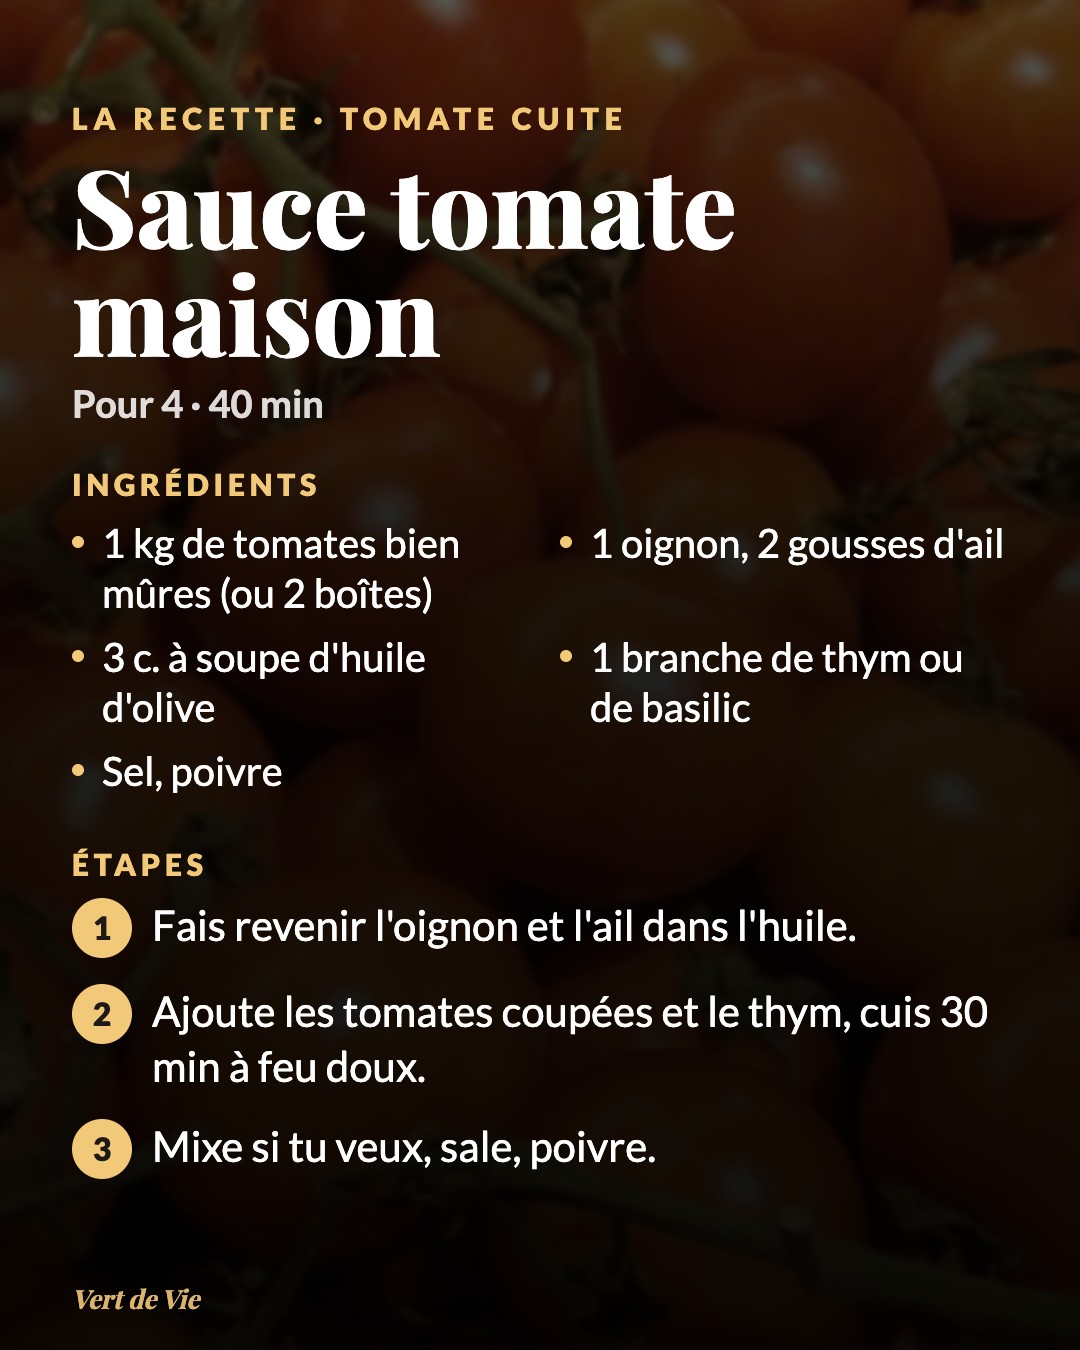 LA RECETTE · TOMATE CUITE
Sauce tomate
maison
Pour 4 · 40 min
INGRÉDIENTS
• 1 kg de tomates bien
mûres (ou 2 boîtes)
• 1 oignon, 2 gousses d'ail
• 3 c. à soupe d'huile
d'olive
• 1 branche de thym ou
de basilic
• Sel, poivre
ÉTAPES
1 Fais revenir l'oignon et l'ail dans l'huile.
2 Ajoute les tomates coupées et le thym, cuis 30
min à feu doux.
3 Mixe si tu veux, sale, poivre.
Vert de Vie